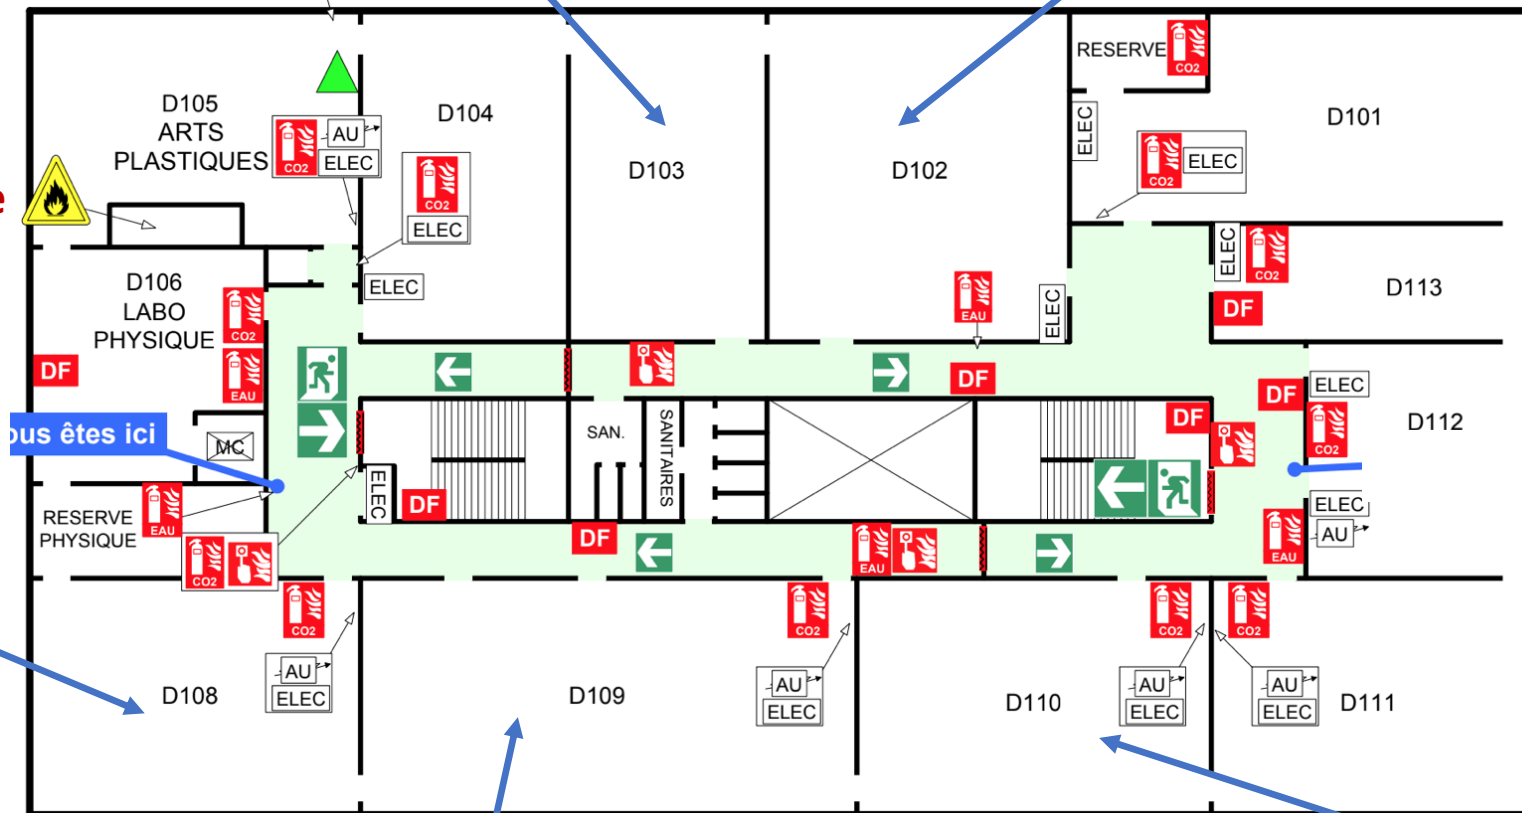 RESERVE
CO2
D105
ARTS
PLASTIQUES
AU
CO2
ELEC
D104
CO2
ELEC
D103
D102
ELEC
D101
CO2
ELEC
e
D106
LABO
PHYSIQUE
CO2
EAU
DF
ELEC
EAU
ELEC
DF
ELEC
CO2
DF
D113
DF
ELEC
CO2
D112
DF
ous êtes ici
MC
SAN.
SANITAIRES
ELEC
DF
RESERVE
PHYSIQUE
EAU
CO2
DF
EAU
EAU
ELEC
AU
CO2
CO2
CO2
CO2
D108
AU
ELEC
D109
AU
ELEC
D110
AU
ELEC
AU
ELEC
D111